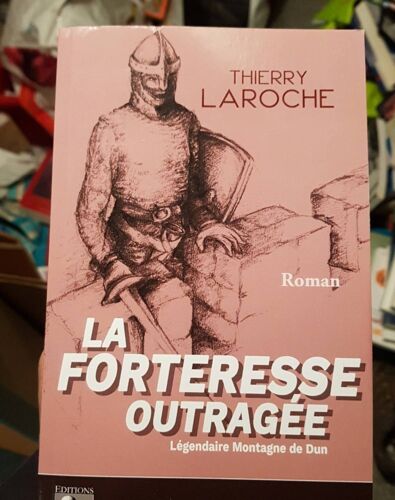 THIERRY
LAROCHE
Roman
LA
FORTERESSE
OUTRAGÉE
Légendaire Montagne de Dun
EDITIONS